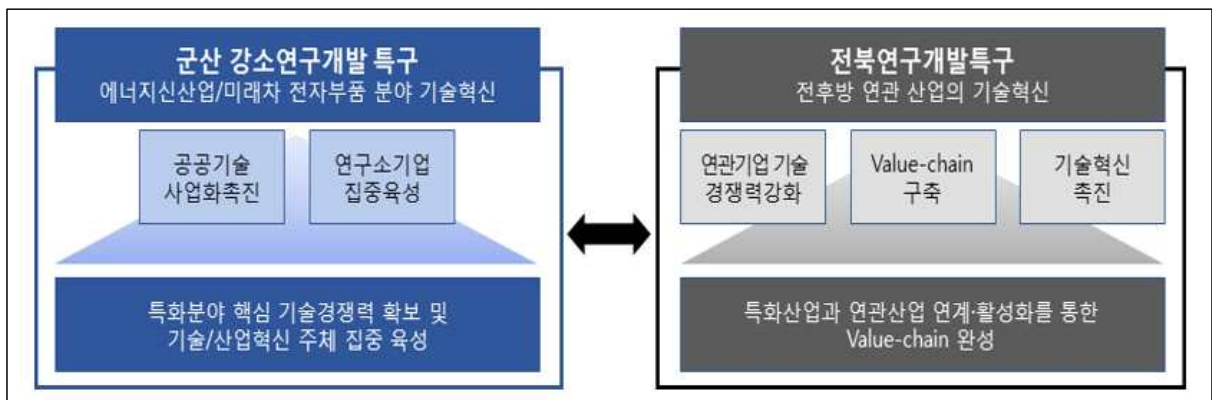 군산 강소연구개발 특구
에너지신산업/미래차 전자부품 분야 기술혁신
공공기술
사업화촉진
연구소기업
집중육성
특화분야 핵심 기술경쟁력 확보 및
기술/산업혁신 주체 집중 육성
전북연구개발특구
전후방 연관 산업의 기술혁신
연관기업 기술
경쟁력강화
Value-chain
구축
기술혁신
촉진
특화산업과 연관산업 연계·활성화를 통한
Value-chain 완성